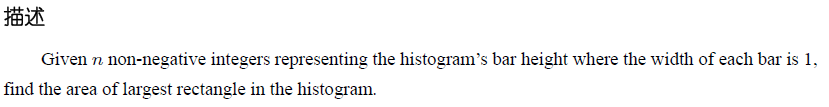 描述
Given n non-negative integers representing the histogram's bar height where the width of each bar is 1,
find the area of largest rectangle in the histogram.